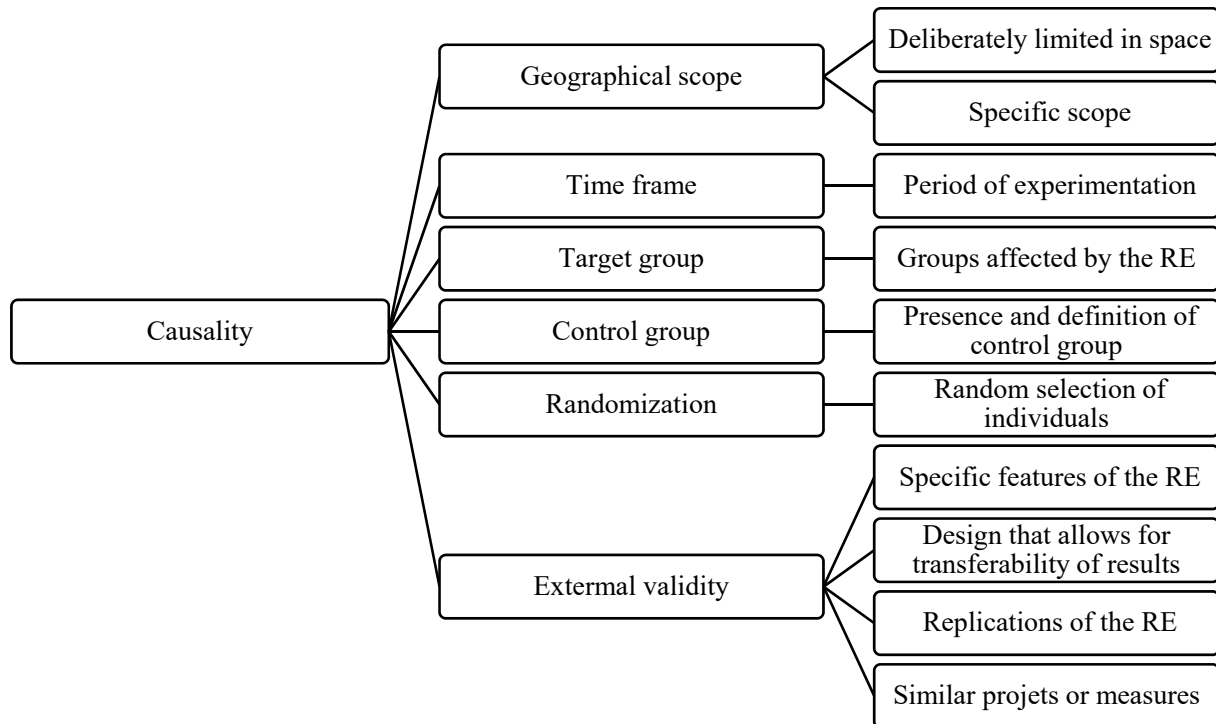 Causality
Geographical scope
Deliberately limited in space
Specific scope
Time frame
Period of experimentation
Target group
Groups affected by the RE
Control group
Presence and definition of
control group
Randomization
Random selection of
individuals
Extermal validity
Specific features of the RE
Design that allows for
transferability of results
Replications of the RE
Similar projets or measures